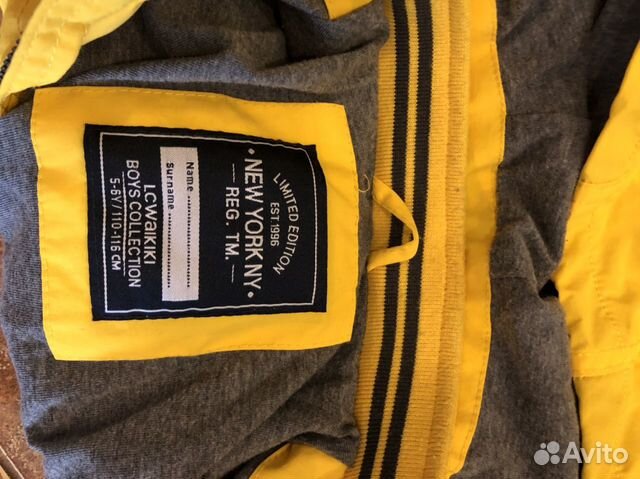 LIMITED EDITION
EST.1996
• NEW YORK NY •
REG. TM.
Name
Surname
LCWaikiki
BOYS COLLECTION
5-6Y/110-116 CM
Avito